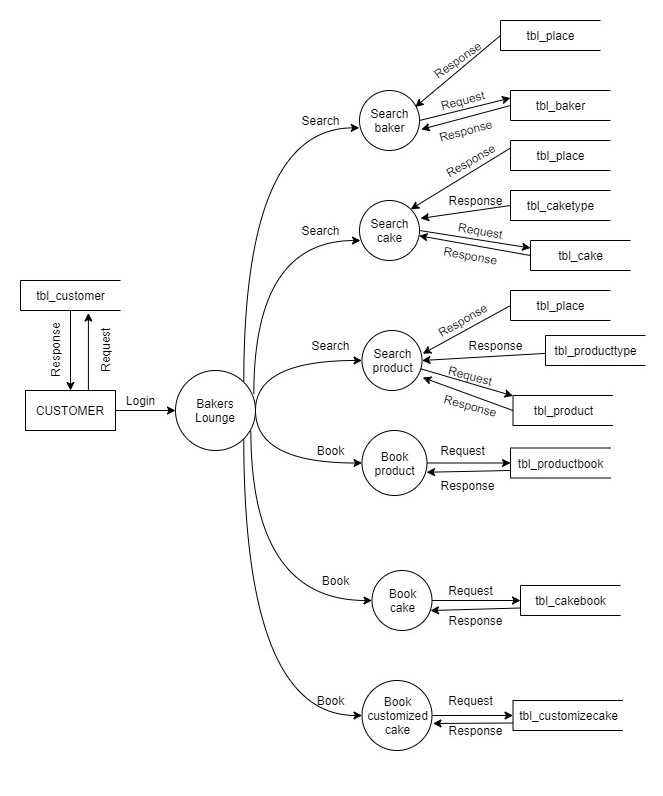 tbl_place
Response
Request
tbl_baker
Response
Search
Search
baker
tbl_place
Response
Response
tbl_caketype
Search
Search
cake
Request
Response
tbl_cake
tbl_customer
Response
Request
tbl_place
Response
Response
tbl_producttype
Search
Search
product
Request
Response
tbl_product
CUSTOMER
Login
Bakers
Lounge
Book
Book
product
Request
Response
tbl_productbook
Book
Book
cake
Request
Response
tbl_cakebook
Book
Book
customized
cake
Request
Response
tbl_customizecake